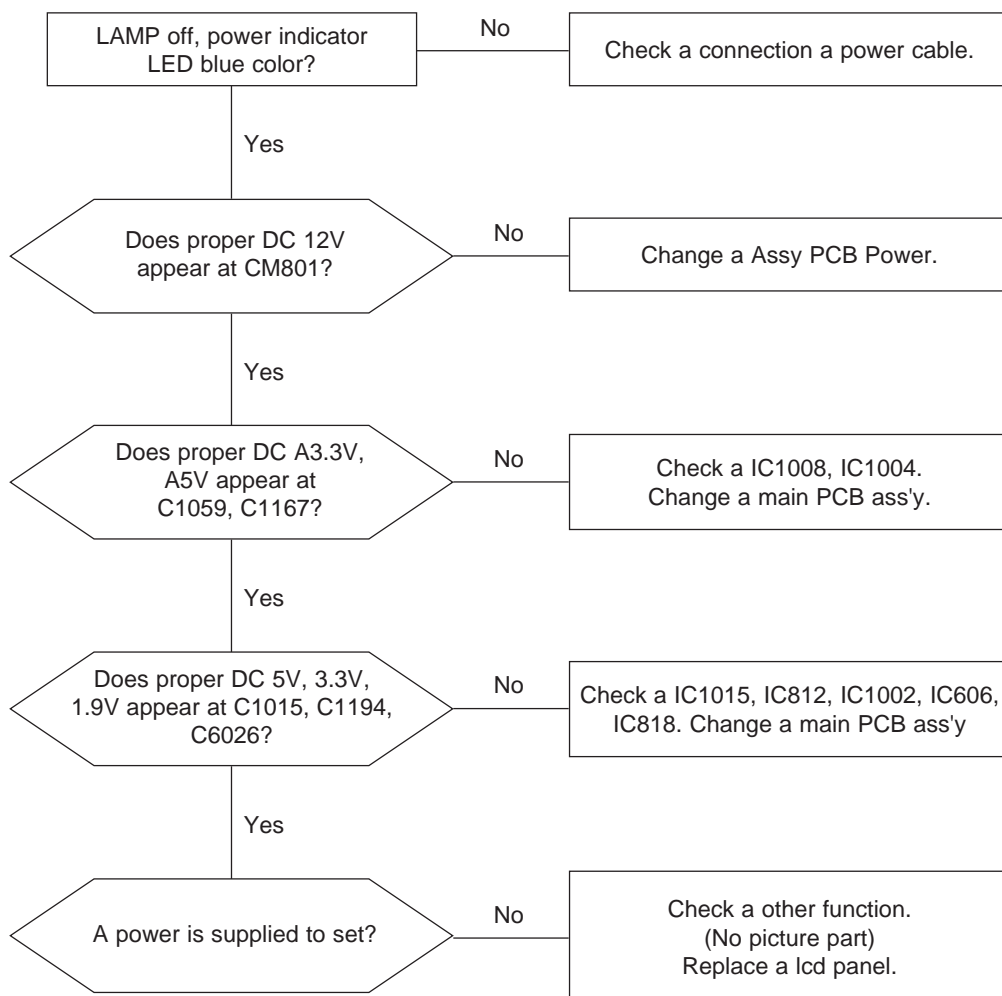 LAMP off, power indicator
LED blue color?
No
Check a connection a power cable.
Yes
Does proper DC 12V
appear at CM801?
No
Change a Assy PCB Power.
Yes
Does proper DC A3.3V,
A5V appear at
C1059, C1167?
No
Check a IC1008, IC1004.
Change a main PCB ass'y.
Yes
Does proper DC 5V, 3.3V,
1.9V appear at C1015, C1194,
C6026?
No
Check a IC1015, IC812, IC1002, IC606,
IC818. Change a main PCB ass'y
Yes
A power is supplied to set?
No
Check a other function.
(No picture part)
Replace a lcd panel.